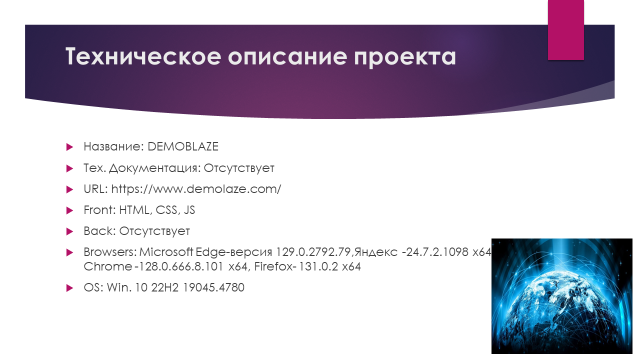 Техническое описание проекта
Название: DEMOBLAZE
Тех. Документация: Отсутствует
URL: https://www.demolaze.com/
Front: HTML, CSS, JS
Back: Отсутствует
Browsers: Microsoft Edge-версия 129.0.2792.79,Яндекс -24.7.2.1098 x64
Chrome -128.0.666.8.101 x64, Firefox- 131.0.2 x64
OS: Win. 10 22H2 19045.4780